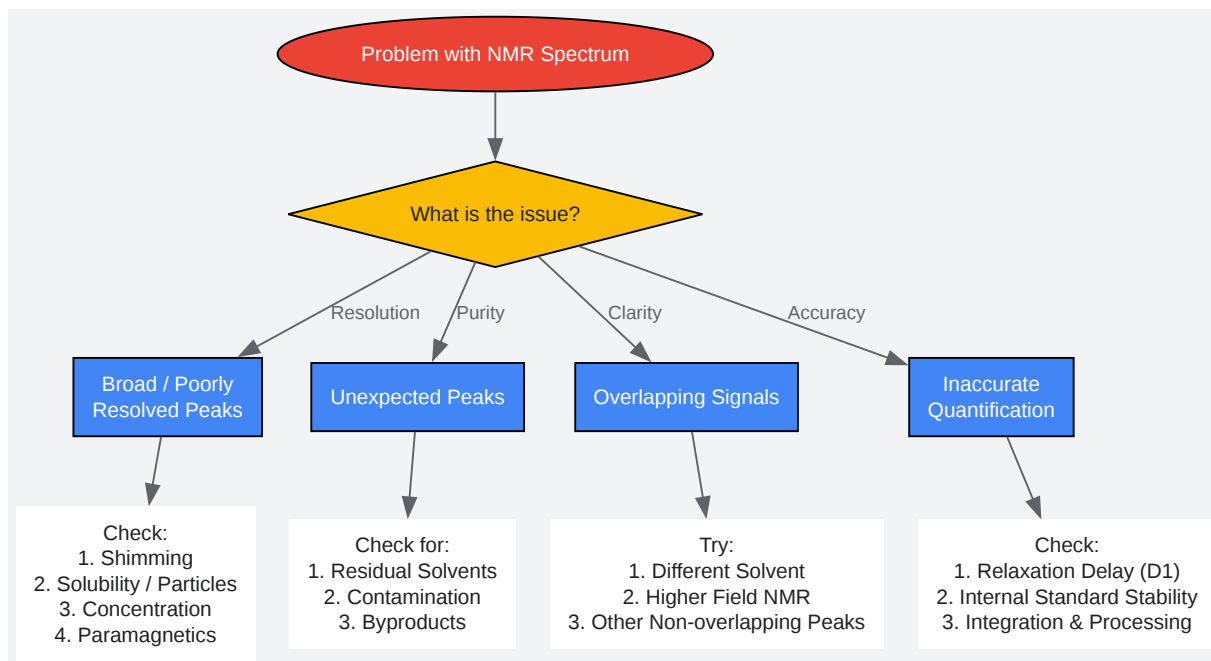 Problem with NMR Spectrum
What is the issue?
Resolution
Purity
Clarity
Accuracy
Broad / Poorly
Resolved Peaks
Unexpected Peaks
Overlapping Signals
Inaccurate
Quantification
Check:
1. Shimming
2. Solubility / Particles
3. Concentration
4. Paramagnetics
Check for:
1. Residual Solvents
2. Contamination
3. Byproducts
Try:
1. Different Solvent
2. Higher Field NMR
3. Other Non-overlapping Peaks
Check:
1. Relaxation Delay (D1)
2. Internal Standard Stability
3. Integration & Processing